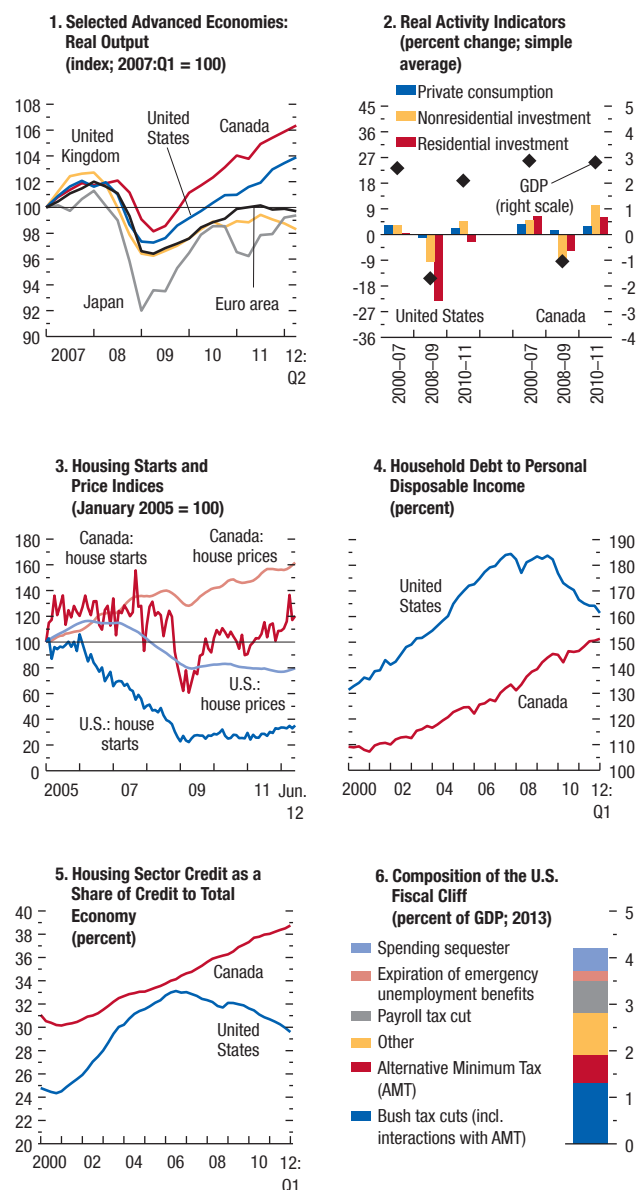 1. Selected Advanced Economies:
Real Output
(index; 2007:Q1 = 100)
108
106
104
102
100
98
96
94
92
90
United
Kingdom
United
States
Canada
Japan
Euro area
2007
08
09
10
11
12:
Q2
2. Real Activity Indicators
(percent change; simple
average)
Private consumption
Nonresidential investment
Residential investment
45
36
27
18
9
0
-9
-18
-27
-36
5
4
3
2
1
0
-1
-2
-3
-4
GDP
(right scale)
United States
Canada
2000–07
2008–09
2010–11
2000–07
2008–09
2010–11
3. Housing Starts and
Price Indices
(January 2005 = 100)
180
160
140
120
100
80
60
40
20
0
Canada:
house starts
Canada:
house prices
U.S.:
house prices
U.S.: house
starts
2005
07
09
11
Jun.
12
4. Household Debt to Personal
Disposable Income
(percent)
190
180
170
160
150
140
130
120
110
100
United
States
Canada
2000
02
04
06
08
10
12:
Q1
5. Housing Sector Credit as a
Share of Credit to Total
Economy
(percent)
40
38
36
34
32
30
28
26
24
22
20
Canada
United
States
2000
02
04
06
08
10
12:
Q1
6. Composition of the U.S.
Fiscal Cliff
(percent of GDP; 2013)
Spending sequester
Expiration of emergency
unemployment benefits
Payroll tax cut
Other
Alternative Minimum Tax
(AMT)
Bush tax cuts (incl.
interactions with AMT)
5
4
3
2
1
0